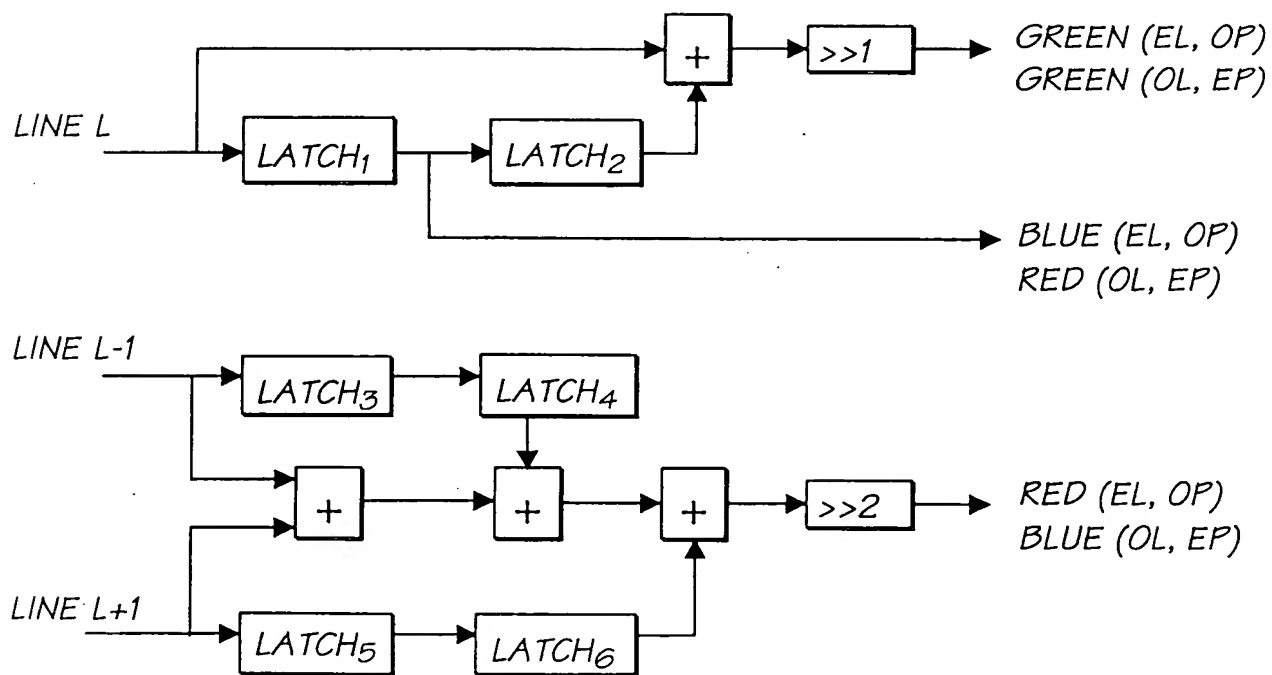 GREEN (EL, OP)
+
>>1
GREEN (OL, EP)
LINE L
LATCH1
LATCH2
BLUE (EL, OP)
RED (OL, EP)
LINE L-1
LATCH3
LATCH4
+
+
+
>>2
RED (EL, OP)
BLUE (OL, EP)
LINE L+1
LATCH5
LATCH6